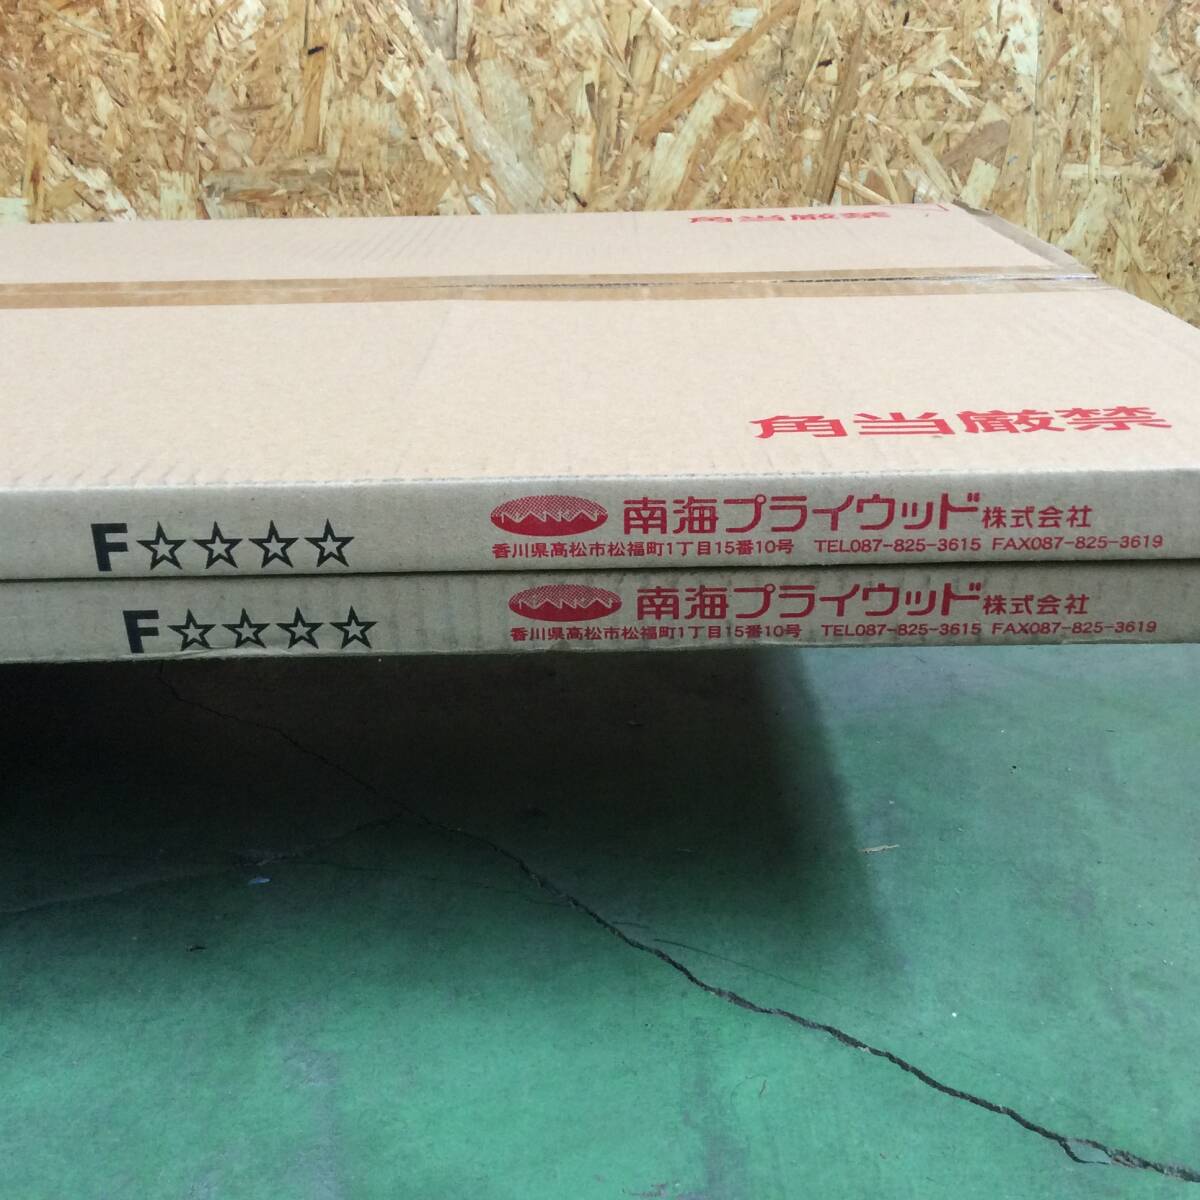 角当厳禁
角当厳禁
F☆☆☆☆
NANKAI
南海プライウッド株式会社
香川県高松市松福町1丁目15番10号 TEL087-825-3615 FAX087-825-3619
F☆☆☆☆
NANKAI
南海プライウッド株式会社
香川県高松市松福町1丁目15番10号 TEL087-825-3615 FAX087-825-3619